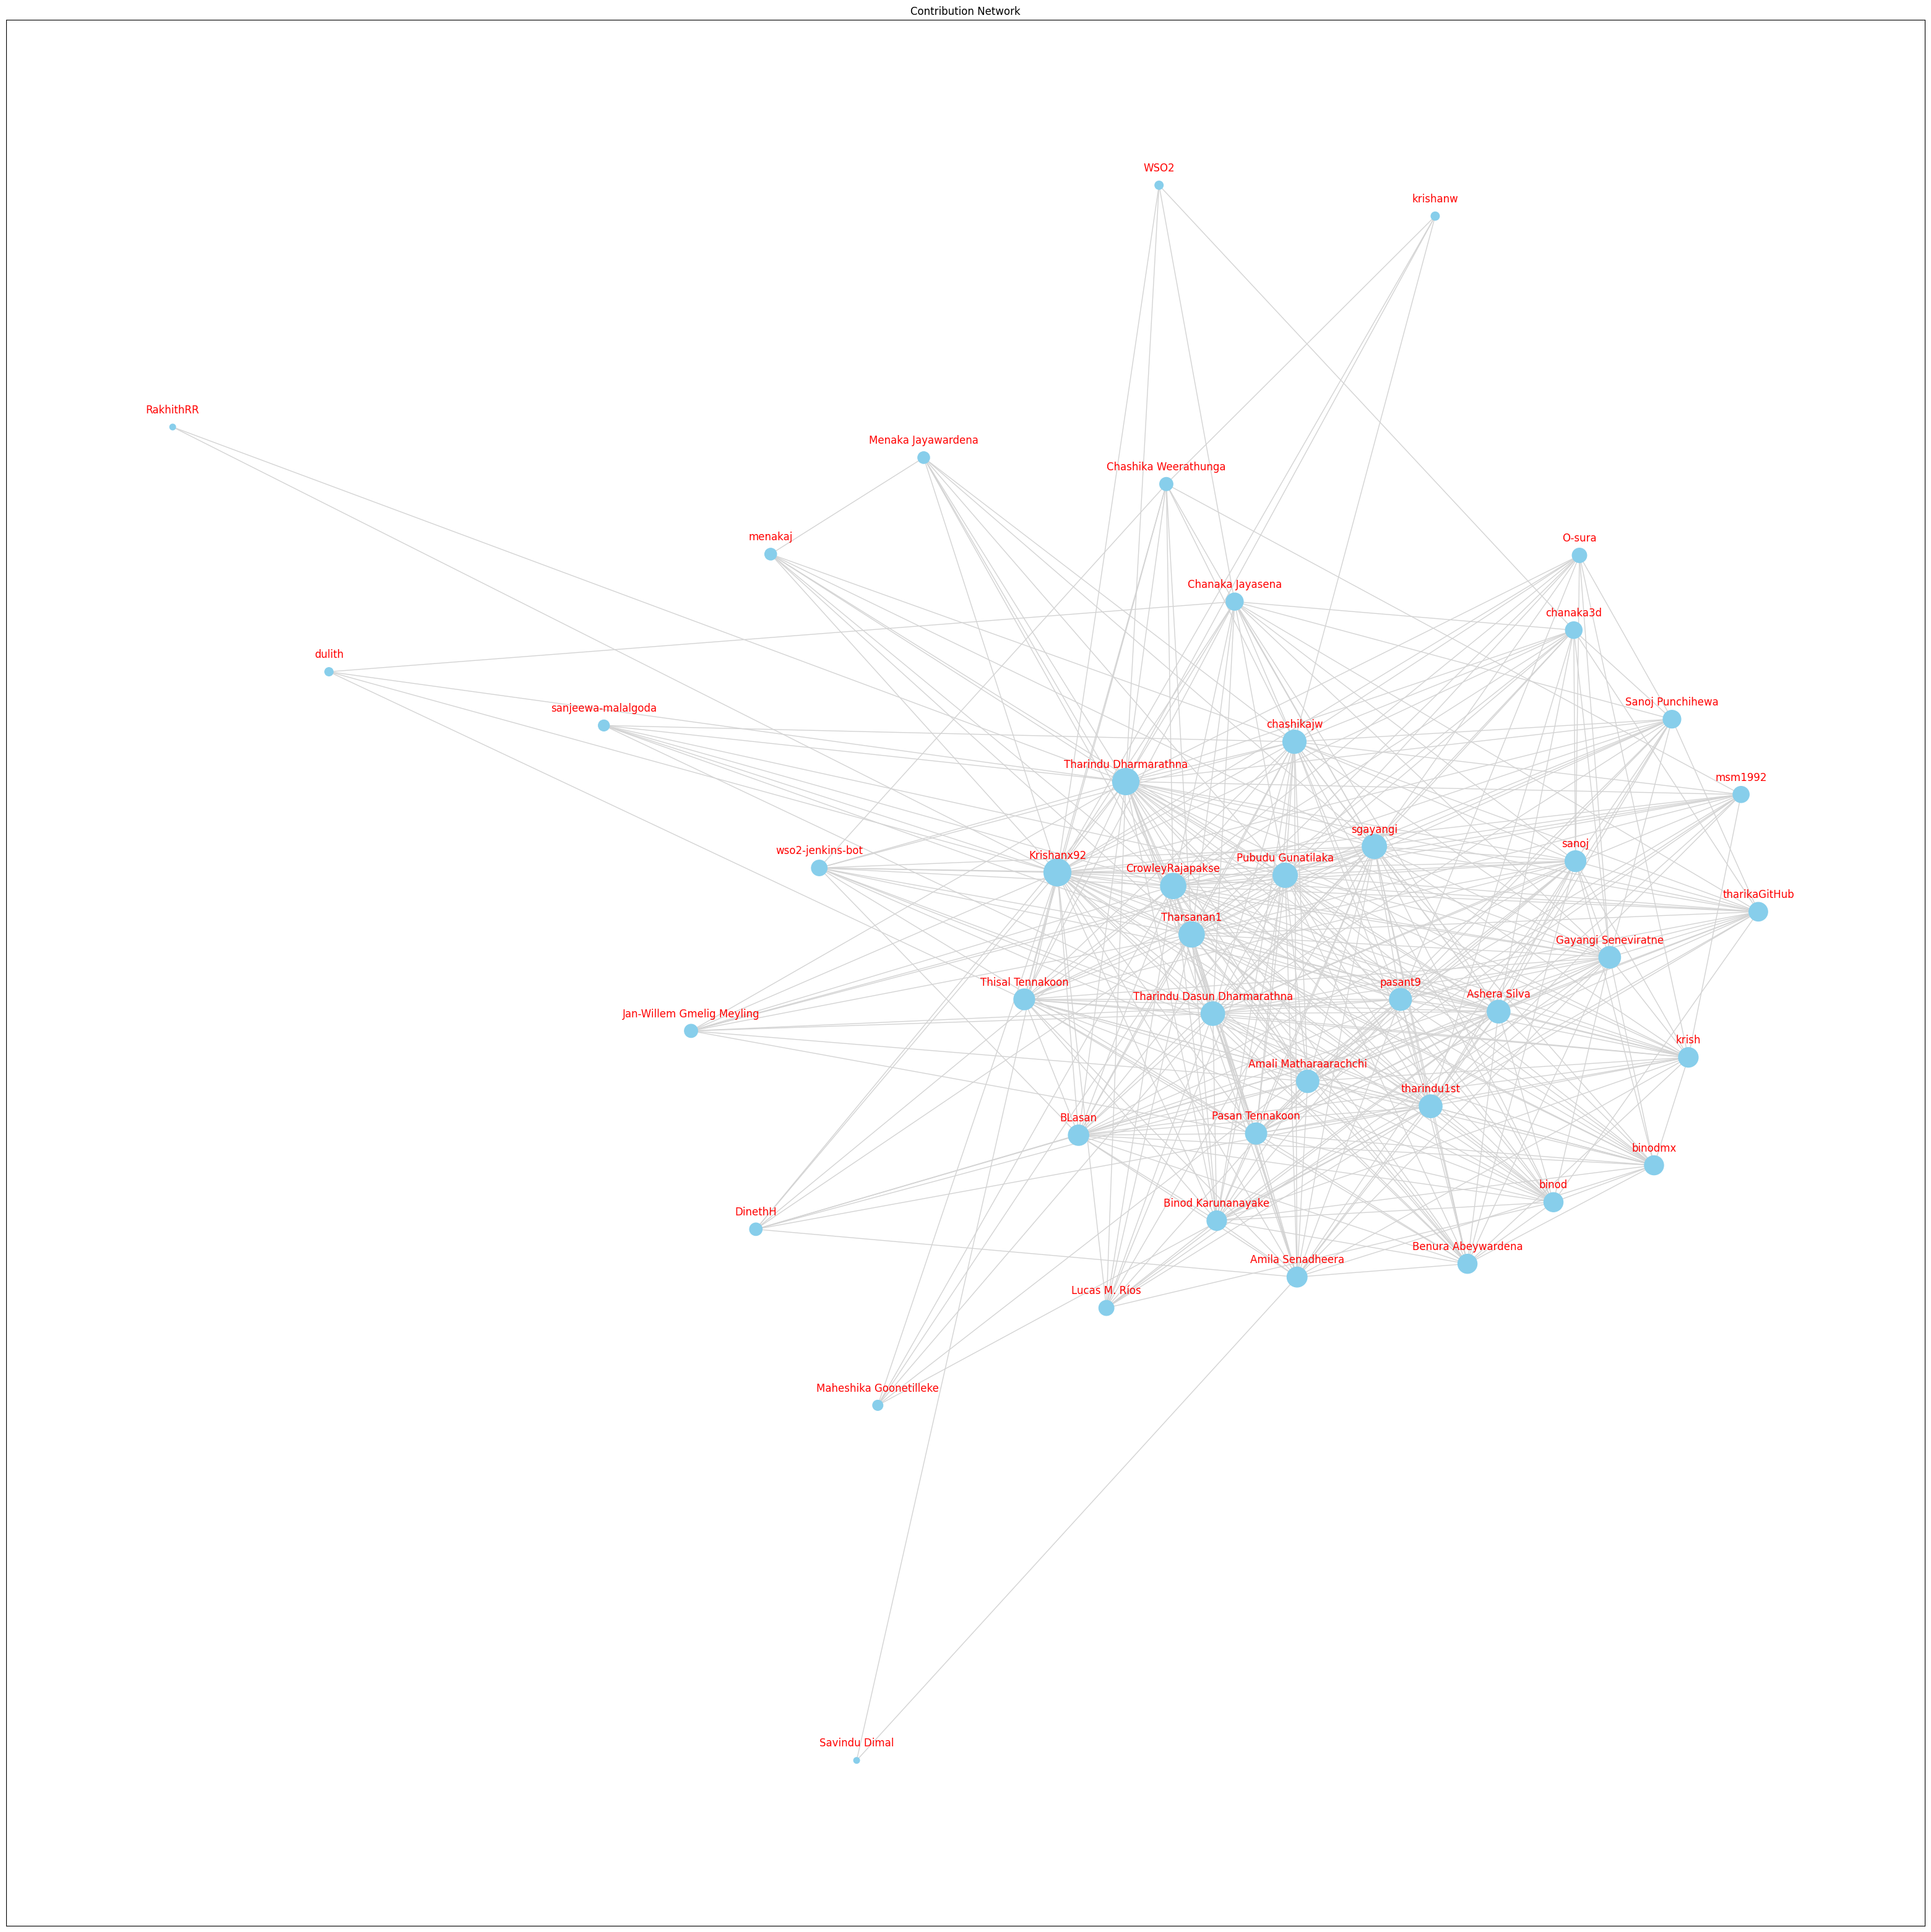 Contribution Network
WSO2
krishanw
RakhithRR
Menaka Jayawardena
Chashika Weerathunga
menakaj
O-sura
Chanaka Jayasena
chanaka3d
dulith
Sanoj Punchihewa
sanjeewa-malalgoda
chashikajw
Tharindu Dharmarathna
msm1992
sgayangi
wso2-jenkins-bot
sanoj
Krishanx92
Pubudu Gunatilaka
CrowleyRajapakse
tharikaGitHub
Tharsanan1
Gayangi Seneviratne
Thisal Tennakoon
pasant9
Tharindu Dasun Dharmarathna
Ashera Silva
Jan-Willem Gmelig Meyling
krish
Amali Matharaarachchi
tharindu1st
Pasan Tennakoon
BLasan
binodmx
binod
Binod Karunanayake
DinethH
Benura Abeywardena
Amila Senadheera
Lucas M. Ríos
Maheshika Goonetilleke
Savindu Dimal